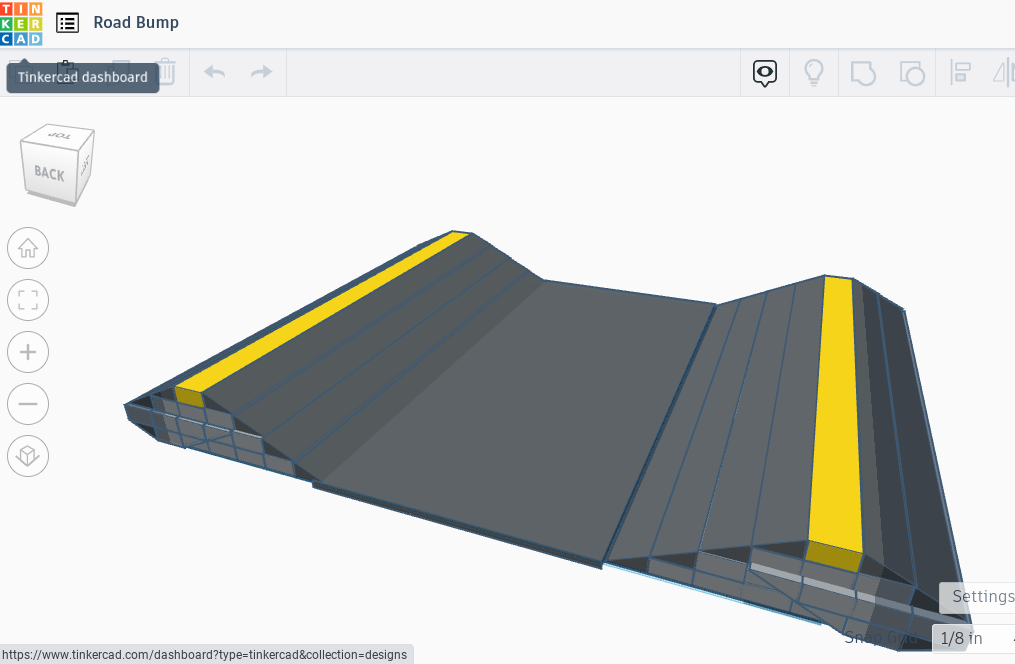 TIN
KER
CAD
Road Bump
Tinkercad dashboard
TOP
BACK
Settings
Snap Grid
1/8 in
https://www.tinkercad.com/dashboard?type=tinkercad&collection=designs